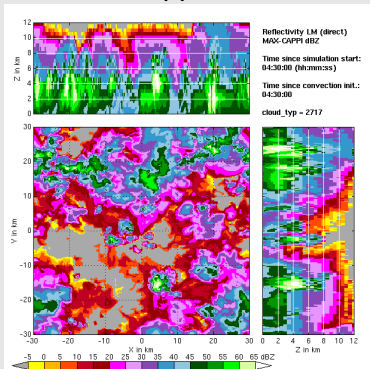 Reflectivity LM (direct)
MAX-CAPPI dBZ
Time since simulation start:
04:30:00 (hh:mm:ss)
Time since convection init.:
04:30:00
cloud_typ = 2717
Z in km
12
10
8
6
4
2
0
Y in km
30
20
10
0
-10
-20
-30
-30 -20 -10 0 10 20 30
X in km
0 2 4 6 8 10 12
Z in km
-5 0 5 10 15 20 25 30 35 40 45 50 55 60 65 dBZ